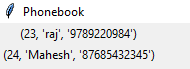 Phonebook
(23, 'raj', '9789220984')
(24, 'Mahesh', '87685432345')